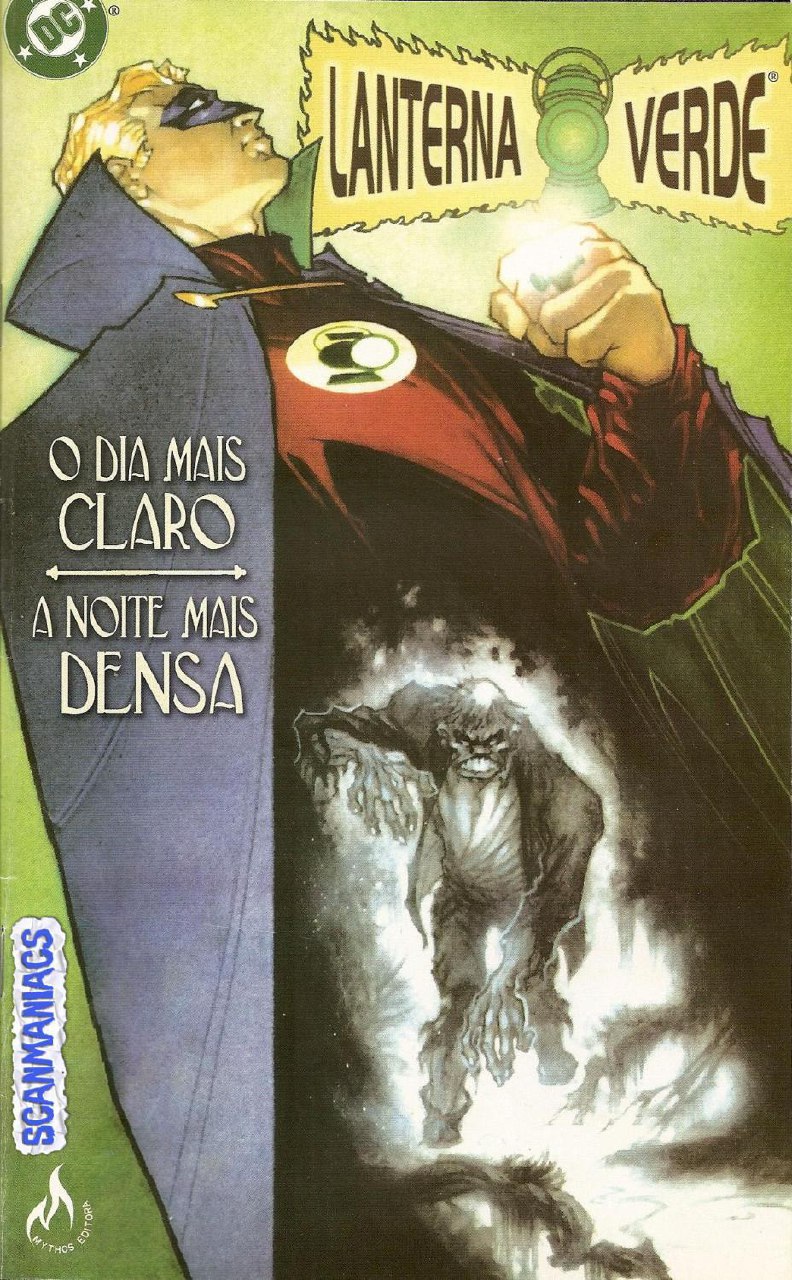 DC
®
LANTERNA VERDE®
O DIA MAIS
CLARO
A NOITE MAIS
DENSA
SCANMANIACS
MYTHOS EDITORA